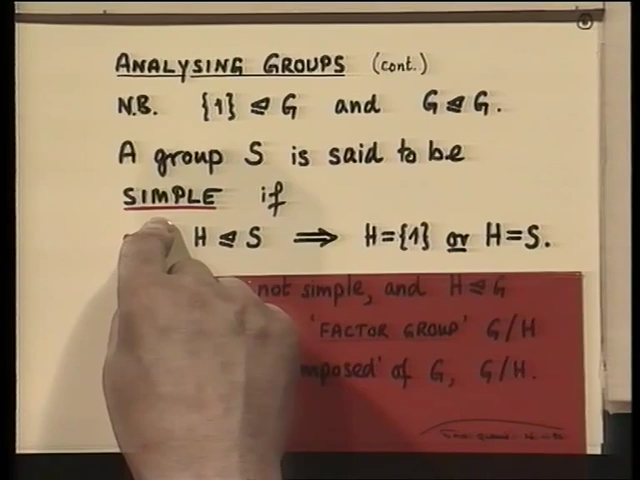 ANALYSING GROUPS (cont.)
N.B. {1} ⊴ G and G ⊴ G.
A group S is said to be
SIMPLE if
H ⊴ S ⟹ H={1} or H=S.
not simple, and H ⊴ G
'FACTOR GROUP' G/H
mposed' of G, G/H.